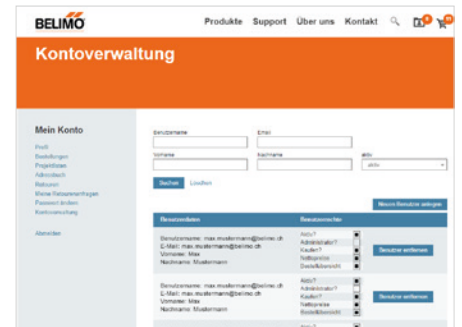 BELIMO
Produkte Support Über uns Kontakt
Kontoverwaltung
Mein Konto
Profil
Bestellungen
Projektlisten
Adressbuch
Retouren
Meine Retourenanfragen
Passwort ändern
Kontoverwaltung
Abmelden
Benutzername Email
Vorname Nachname aktiv
aktiv
Suchen Löschen
Neuen Benutzer anlegen
Benutzerdaten Benutzerrechte
Benutzername: max.mustermann@belimo.ch
E-Mail: max.mustermann@belimo.ch
Vorname: Max
Nachname: Mustermann
Aktiv?
Administrator?
Kaufen?
Nettopreise
Bestellübersicht
Benutzer entfernen
Benutzername: max.mustermann@belimo.ch
E-Mail: max.mustermann@belimo.ch
Vorname: Max
Nachname: Mustermann
Aktiv?
Administrator?
Kaufen?
Nettopreise
Bestellübersicht
Benutzer entfernen
Aktiv?